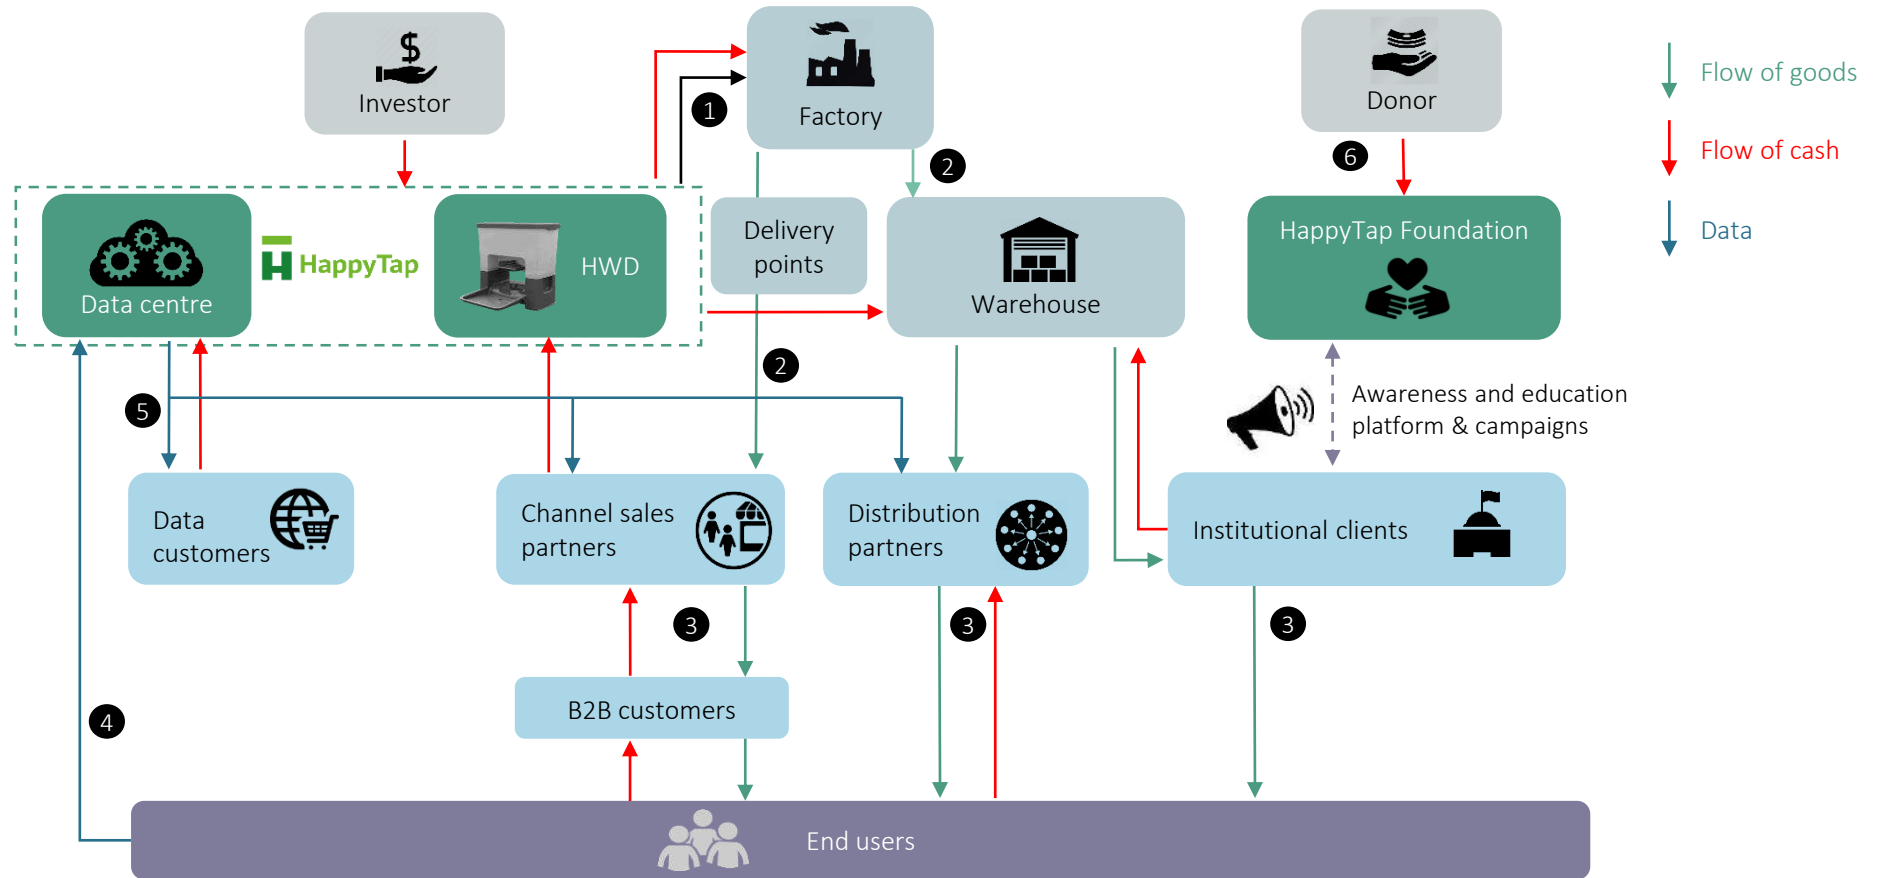 $
Investor
Factory
Donor
Flow of goods
Flow of cash
Data
1
2
6
Data centre
HappyTap
HWD
Delivery
points
Warehouse
HappyTap Foundation
2
5
Awareness and education
platform & campaigns
Data
customers
Channel sales
partners
Distribution
partners
Institutional clients
3
3
3
B2B customers
4
End users